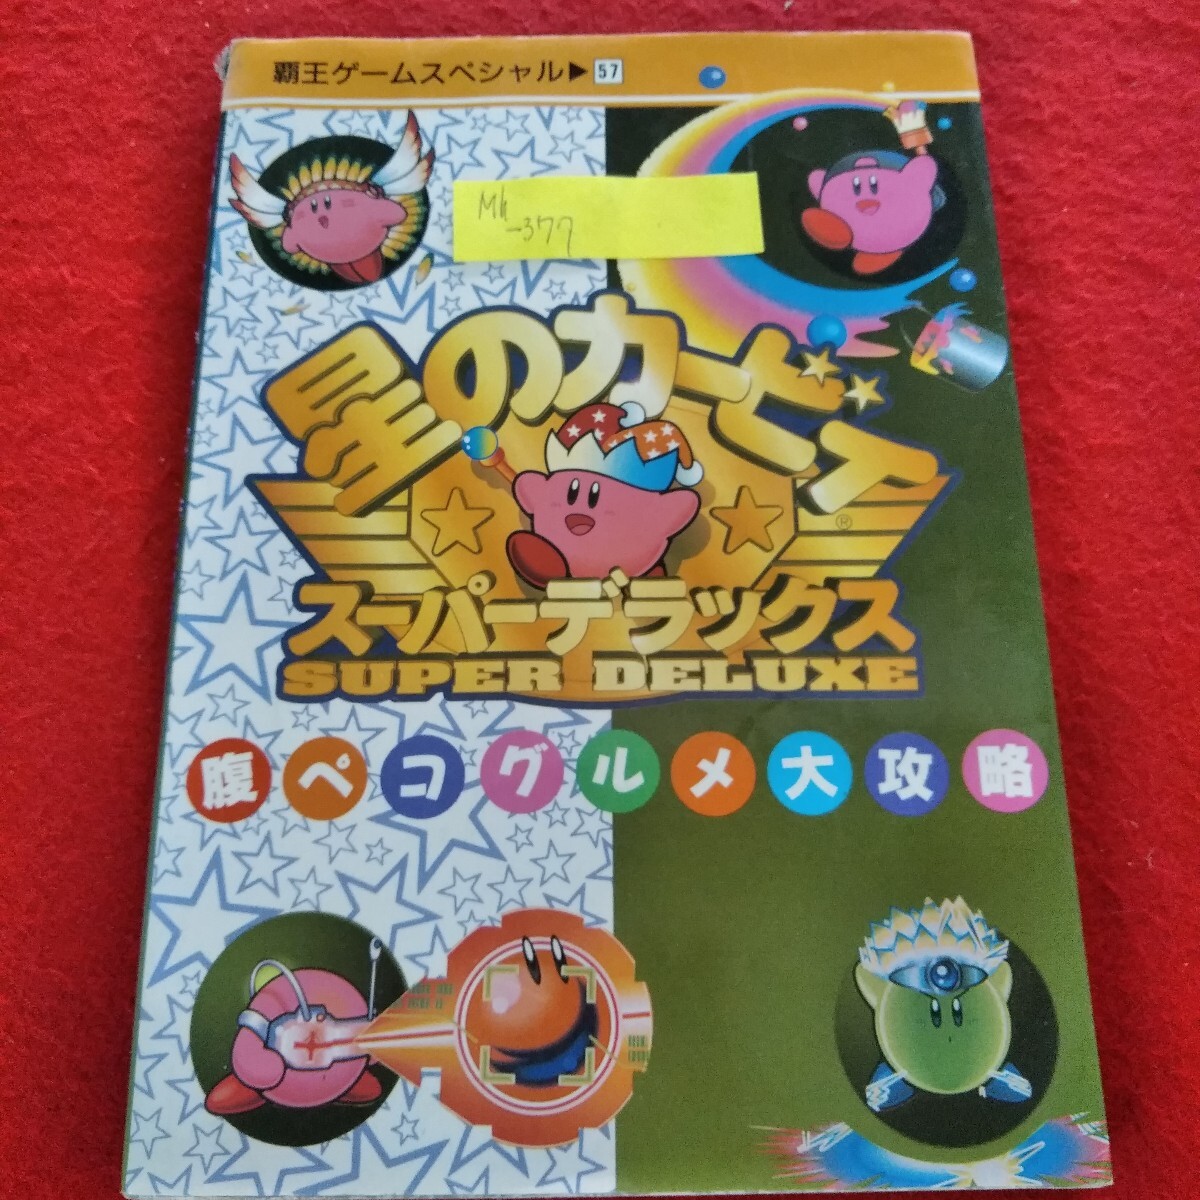 覇王ゲームスペシャル▶57
Mh
-377
星のカービィ
®
スーパーデラックス
SUPER DELUXE
腹ペコグルメ大攻略